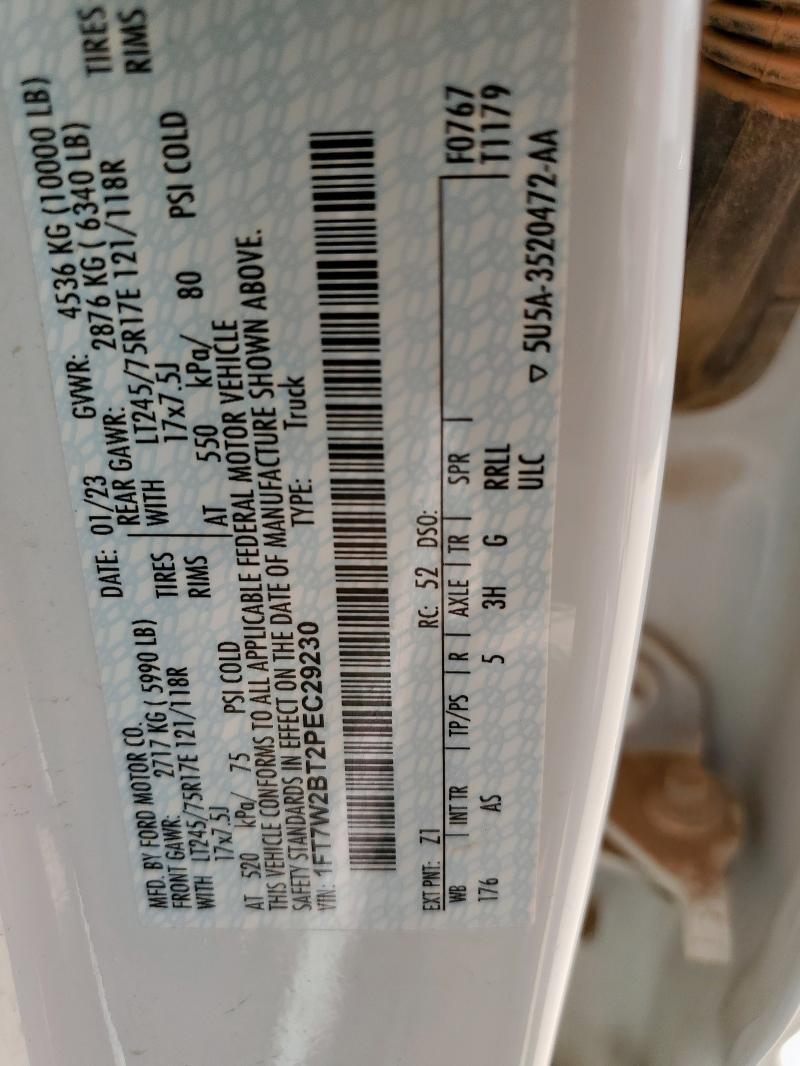 MFD. BY FORD MOTOR CO. DATE: 01/23 GVWR: 4536 KG (10000 LB)
FRONT GAWR: 2717 KG ( 5990 LB) REAR GAWR: 2876 KG ( 6340 LB)
WITH LT245/75R17E 121/118R TIRES WITH LT245/75R17E 121/118R TIRES
17x7.5J RIMS 17x7.5J RIMS
AT 520 kPa/ 75 PSI COLD AT 550 kPa/ 80 PSI COLD
THIS VEHICLE CONFORMS TO ALL APPLICABLE FEDERAL MOTOR VEHICLE
SAFETY STANDARDS IN EFFECT ON THE DATE OF MANUFACTURE SHOWN ABOVE.
VIN: 1FT7W2BT2PEC29230 TYPE: Truck
EXT PNT: Z1 RC: 52 DSO:
WB | INT TR | TP/PS | R | AXLE | TR | SPR | F0767
176 AS 5 3H G RRLL T1179
ULC ▽ 5U5A-3520472-AA